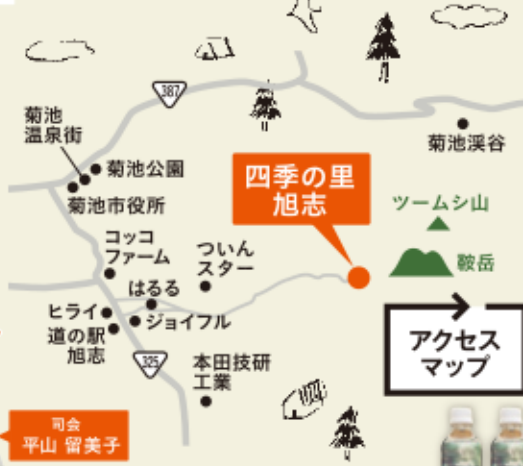 387
菊池
温泉街
菊池公園
菊池市役所
菊池渓谷
四季の里
旭志
ツームシ山
鞍岳
コッコ
ファーム
ついん
スター
はるる
ヒライ
ジョイフル
道の駅
旭志
325
本田技研
工業
アクセス
マップ
司会
平山 留美子